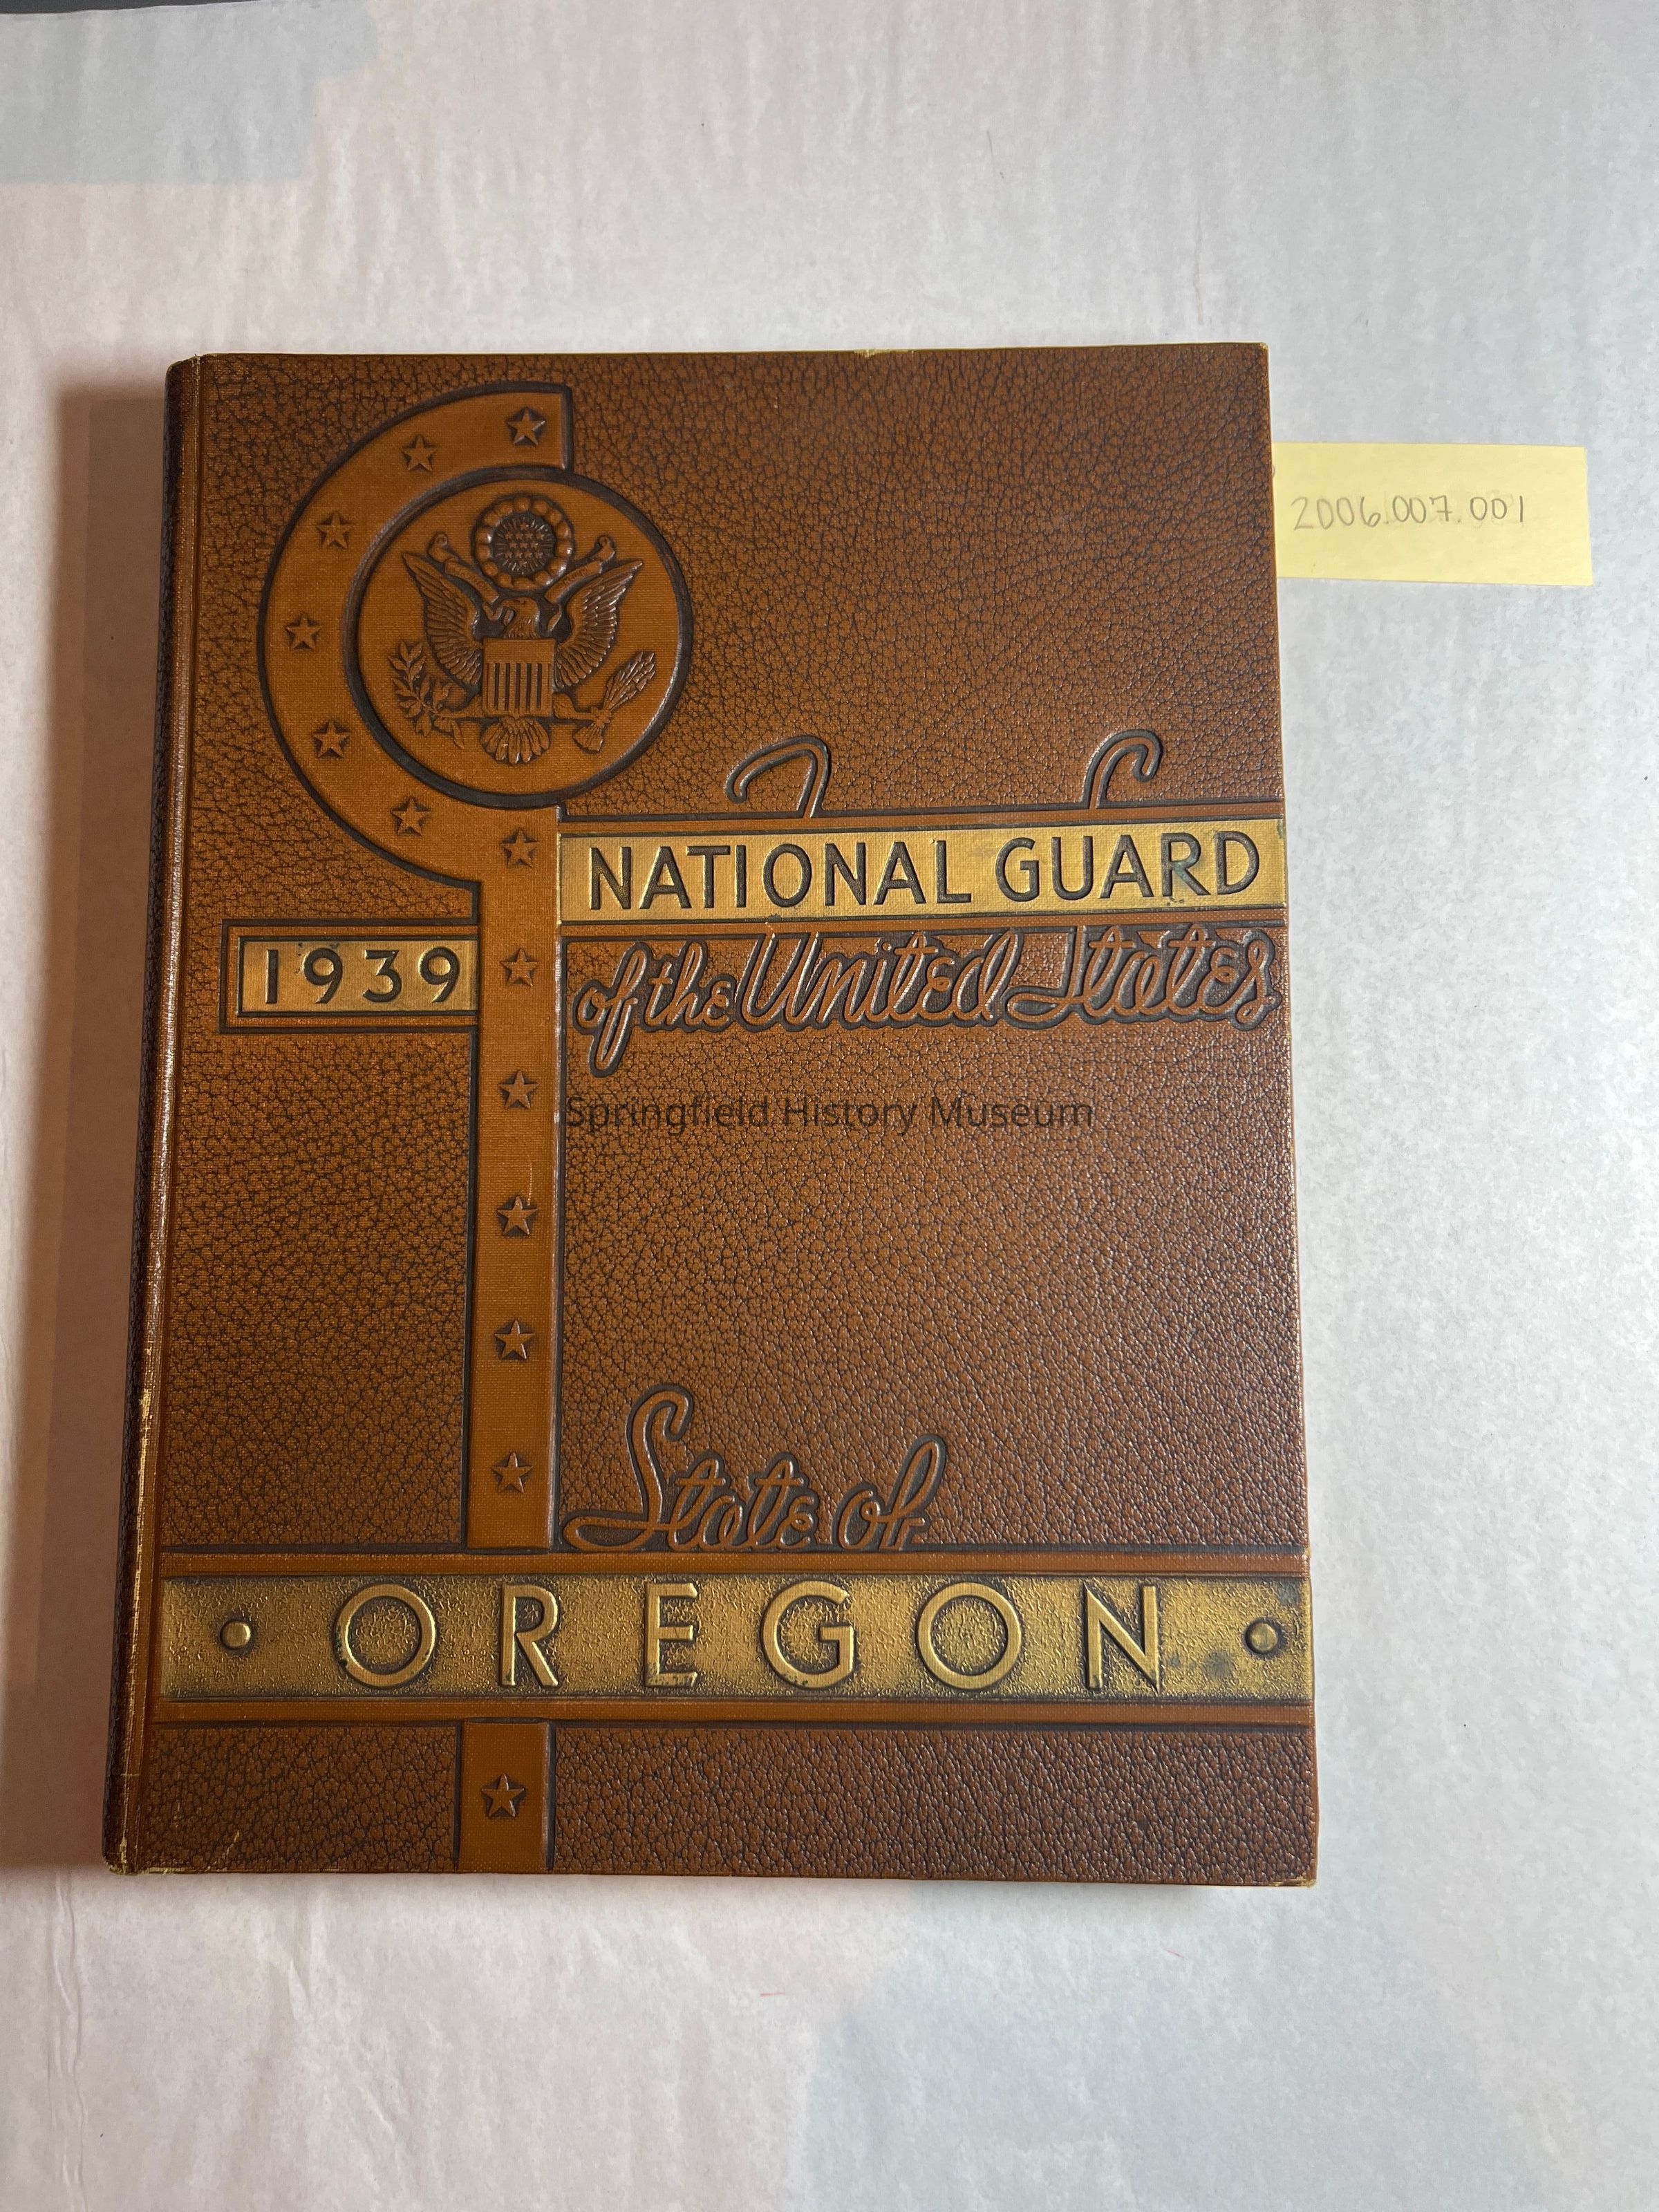 2006.007.001
NATIONAL GUARD
1939
of the United States
Springfield History Museum
State of
OREGON